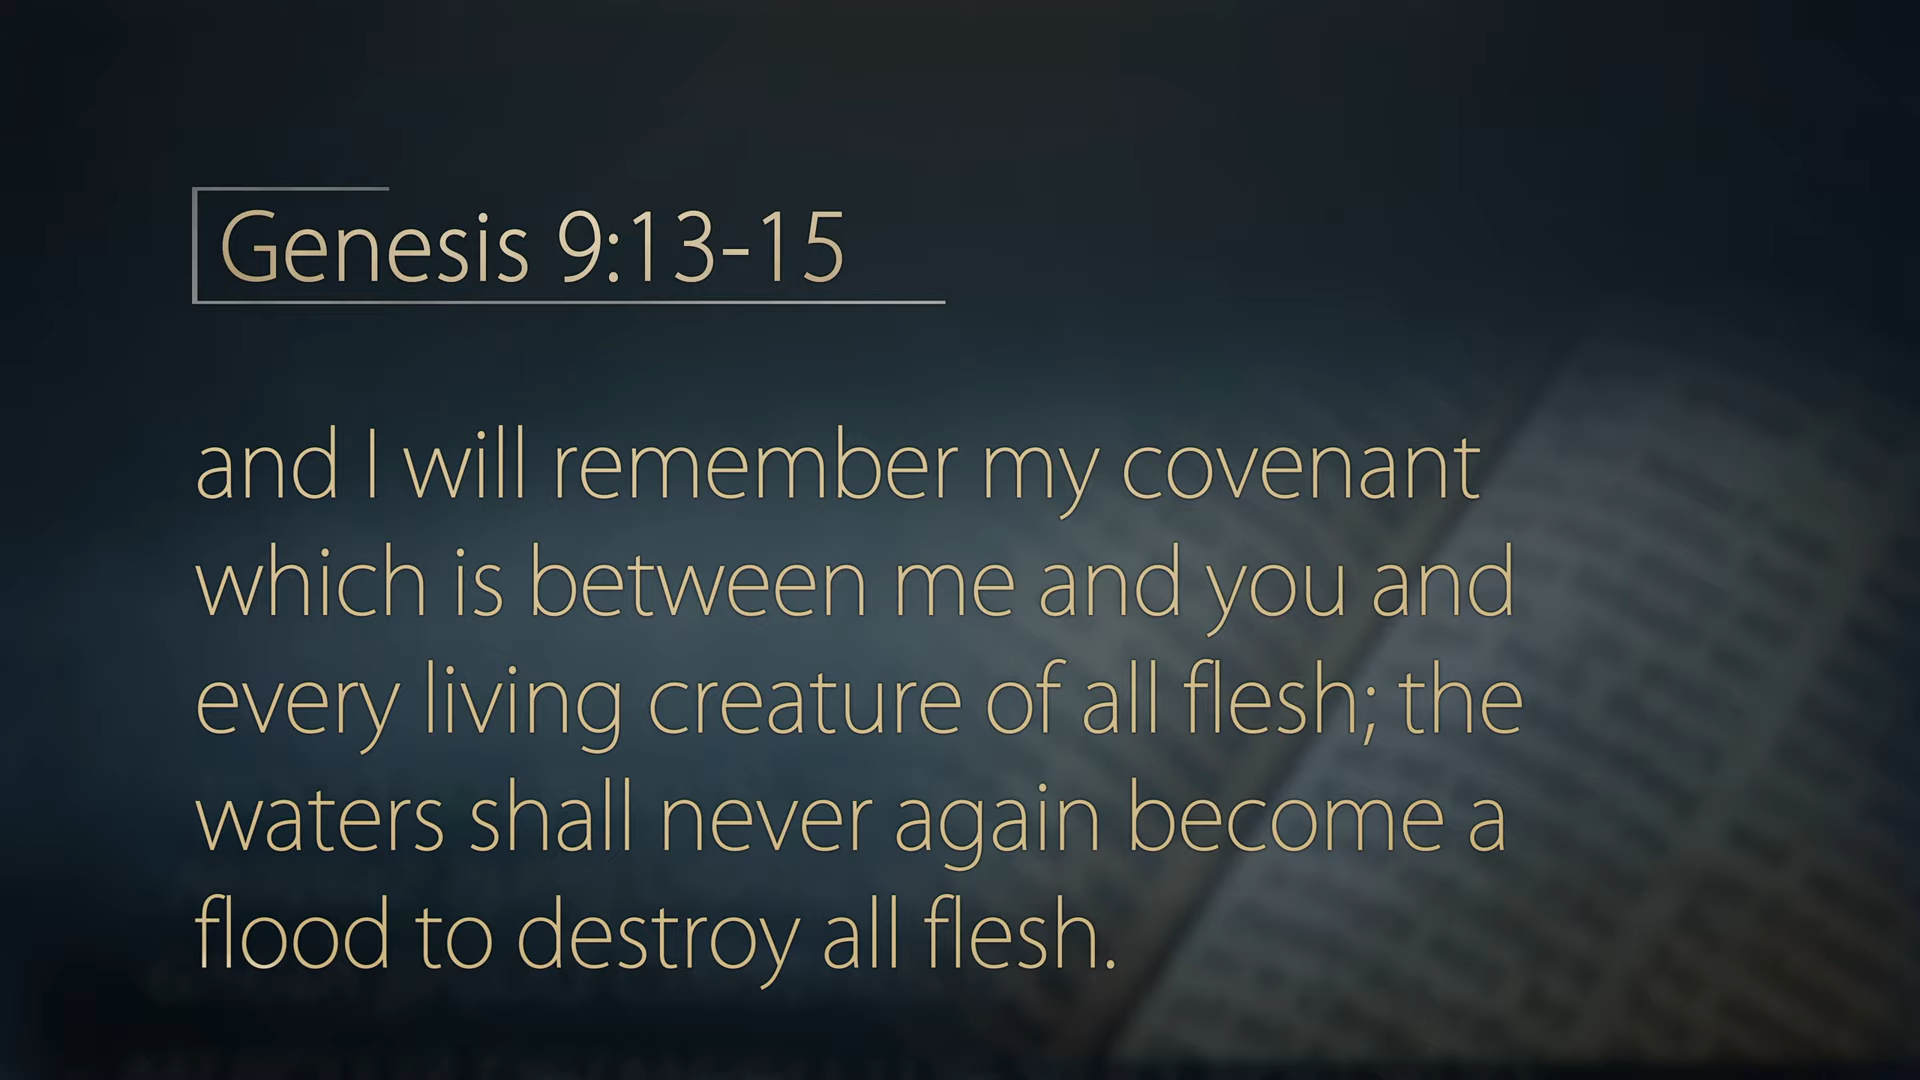 Genesis 9:13-15
and I will remember my covenant
which is between me and you and
every living creature of all flesh; the
waters shall never again become a
flood to destroy all flesh.